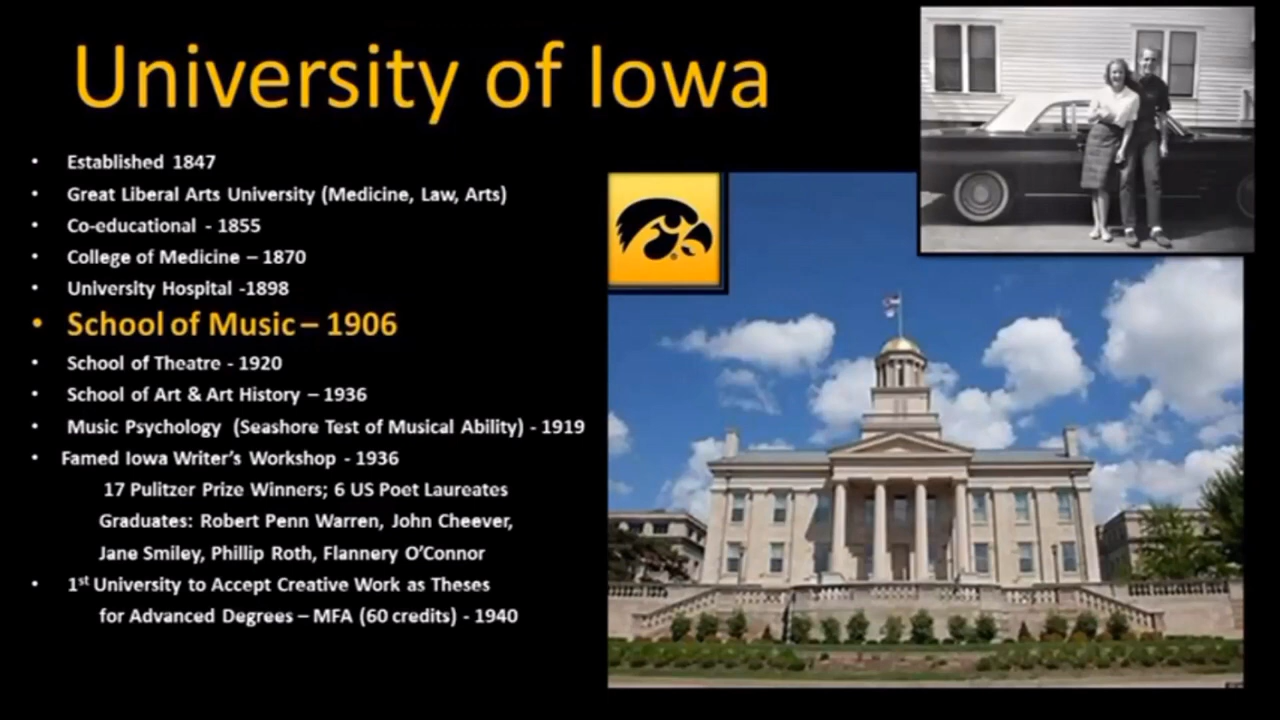 University of Iowa
• Established 1847
• Great Liberal Arts University (Medicine, Law, Arts)
• Co-educational - 1855
• College of Medicine – 1870
• University Hospital -1898
• School of Music – 1906
• School of Theatre - 1920
• School of Art & Art History – 1936
• Music Psychology (Seashore Test of Musical Ability) - 1919
• Famed Iowa Writer's Workshop - 1936
17 Pulitzer Prize Winners; 6 US Poet Laureates
Graduates: Robert Penn Warren, John Cheever,
Jane Smiley, Phillip Roth, Flannery O'Connor
• 1st University to Accept Creative Work as Theses
for Advanced Degrees – MFA (60 credits) - 1940